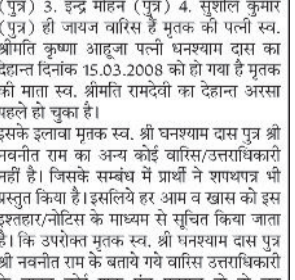 (पुत्र) 3. इन्द्र मोहन (पुत्र) 4. सुशील कुमार
(पुत्र) ही जायज वारिस हैं मृतक की पत्नी स्व.
श्रीमति कृष्णा आहूजा पत्नी धनश्याम दास का
देहान्त दिनांक 15.03.2008 को हो गया है मृतक
की माता स्व. श्रीमति रामदेवी का देहान्त अरसा
पहले हो चुका है।
इसके इलावा मृतक स्व. श्री घनश्याम दास पुत्र श्री
नवनीत राम का अन्य कोई वारिस/उत्तराधिकारी
नहीं है। जिसके सम्बंध में प्रार्थी ने शपथपत्र भी
प्रस्तुत किया है। इसलिये हर आम व खास को इस
इश्तहार/नोटिस के माध्यम से सूचित किया जाता
है। कि उपरोक्त मृतक स्व. श्री घनश्याम दास पुत्र
श्री नवनीत राम के बताये गये वारिस उत्तराधिकारी